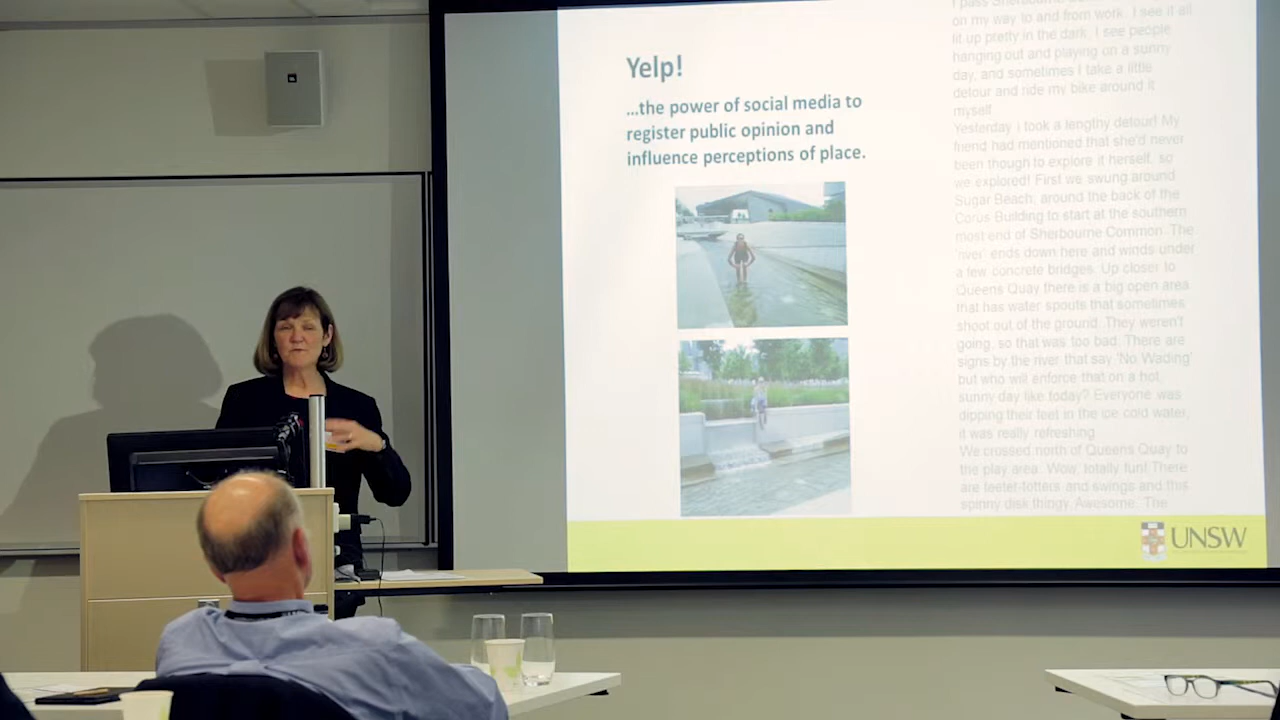 Yelp!
...the power of social media to
register public opinion and
influence perceptions of place.
I pass Sherbourne
on my way to and from work. I see it all
lit up pretty in the dark. I see people
hanging out and playing on a sunny
day, and sometimes I take a little
detour and ride my bike around it
myself.
Yesterday I took a lengthy detour! My
friend had mentioned that she'd never
been though to explore it herself, so
we explored! First we swung around
Sugar Beach, around the back of the
Corus Building to start at the southern
most end of Sherbourne Common. The
'river' ends down here and winds under
a few concrete bridges. Up closer to
Queens Quay there is a big open area
that has water spouts that sometimes
shoot out of the ground. They weren't
going, so that was too bad. There are
signs by the river that say 'No Wading'
but who will enforce that on a hot,
sunny day like today? Everyone was
dipping their feet in the ice cold water,
it was really refreshing.
We crossed north of Queens Quay to
the play area. Wow, totally fun! There
are teeter-totters and swings and this
spinny disk thingy. Awesome. The
UNSW